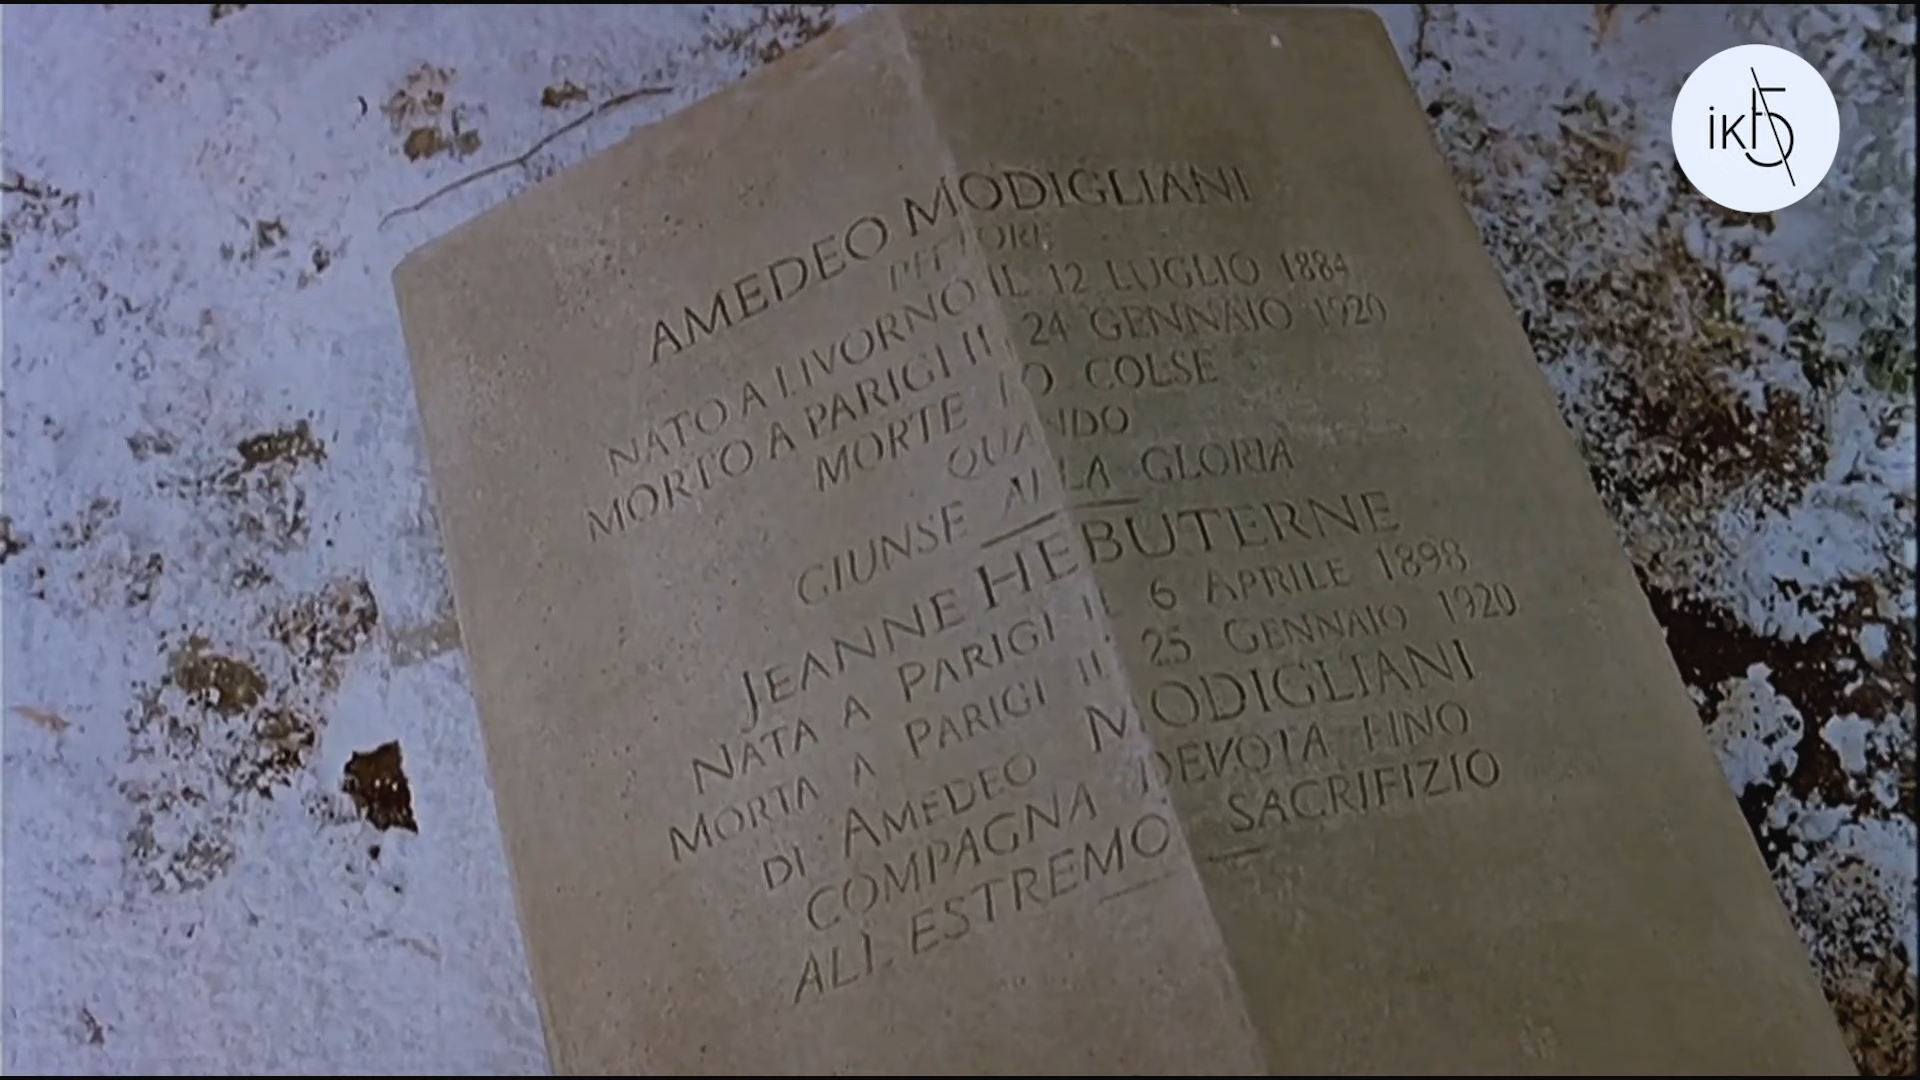 AMEDEO MODIGLIANI
PITTORE
NATO A LIVORNO IL 12 LUGLIO 1884
MORTO A PARIGI IL 24 GENNAIO 1920
MORTE LO COLSE
QUANDO
GIUNSE ALLA GLORIA
JEANNE HEBUTERNE
NATA A PARIGI IL 6 APRILE 1898
MORTA A PARIGI IL 25 GENNAIO 1920
DI AMEDEO MODIGLIANI
COMPAGNA DEVOTA FINO
ALL ESTREMO SACRIFIZIO